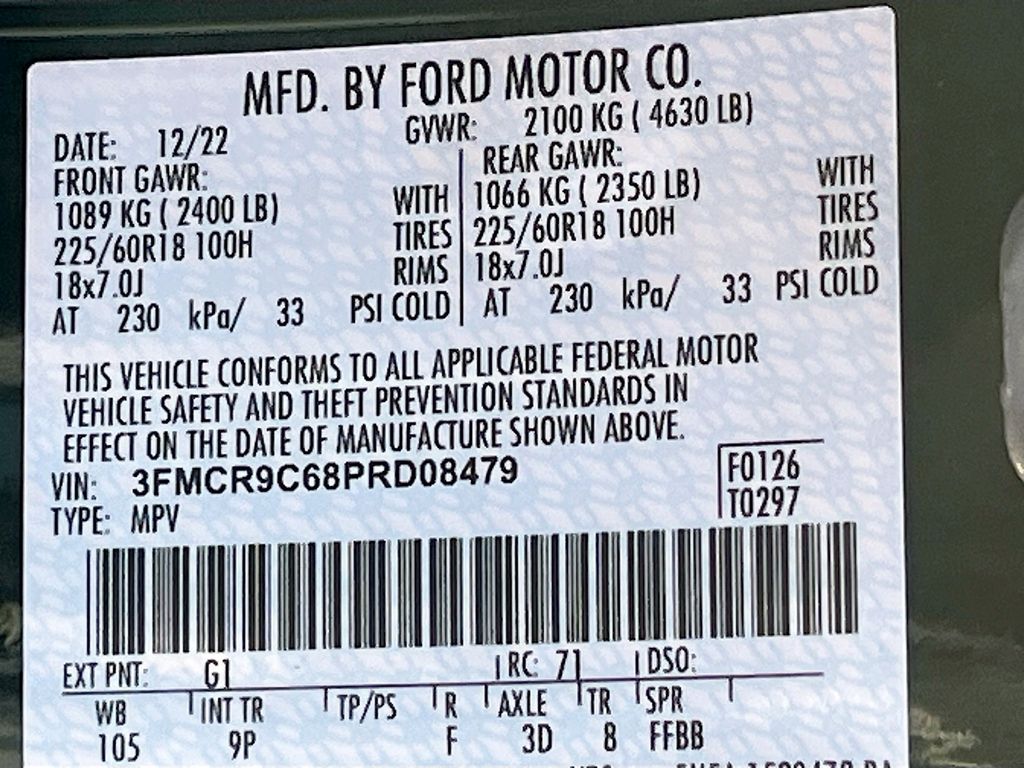 MFD. BY FORD MOTOR CO.
DATE: 12/22 GVWR: 2100 KG ( 4630 LB)
FRONT GAWR: REAR GAWR:
1089 KG ( 2400 LB) WITH 1066 KG ( 2350 LB) WITH
225/60R18 100H TIRES 225/60R18 100H TIRES
18x7.0J RIMS 18x7.0J RIMS
AT 230 kPa/ 33 PSI COLD AT 230 kPa/ 33 PSI COLD
THIS VEHICLE CONFORMS TO ALL APPLICABLE FEDERAL MOTOR
VEHICLE SAFETY AND THEFT PREVENTION STANDARDS IN
EFFECT ON THE DATE OF MANUFACTURE SHOWN ABOVE.
VIN: 3FMCR9C68PRD08479 F0126
TYPE: MPV T0297
EXT PNT: G1 RC: 71 DSO:
WB INT TR TP/PS R AXLE TR SPR
105 9P F 3D 8 FFBB